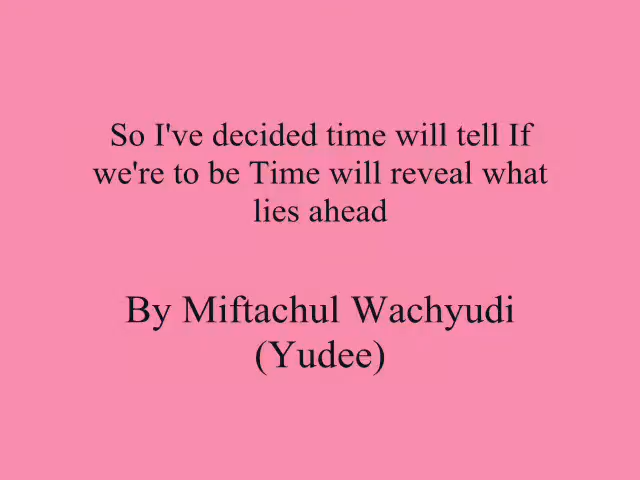 So I've decided time will tell If
we're to be Time will reveal what
lies ahead
By Miftachul Wachyudi
(Yudee)